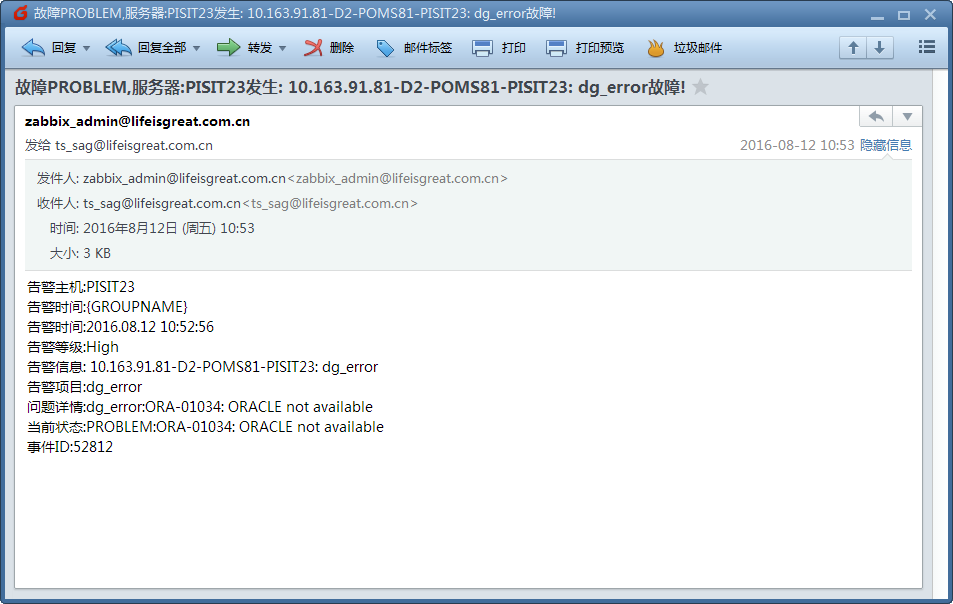 故障PROBLEM,服务器:PISIT23发生: 10.163.91.81-D2-POMS81-PISIT23: dg_error故障!
回复 回复全部 转发 删除 邮件标签 打印 打印预览 垃圾邮件
故障PROBLEM,服务器:PISIT23发生: 10.163.91.81-D2-POMS81-PISIT23: dg_error故障!
zabbix_admin@lifeisgreat.com.cn
发给 ts_sag@lifeisgreat.com.cn 2016-08-12 10:53 隐藏信息
发件人: zabbix_admin@lifeisgreat.com.cn<zabbix_admin@lifeisgreat.com.cn>
收件人: ts_sag@lifeisgreat.com.cn<ts_sag@lifeisgreat.com.cn>
时间: 2016年8月12日 (周五) 10:53
大小: 3 KB
告警主机:PISIT23
告警时间:{GROUPNAME}
告警时间:2016.08.12 10:52:56
告警等级:High
告警信息: 10.163.91.81-D2-POMS81-PISIT23: dg_error
告警项目:dg_error
问题详情:dg_error:ORA-01034: ORACLE not available
当前状态:PROBLEM:ORA-01034: ORACLE not available
事件ID:52812